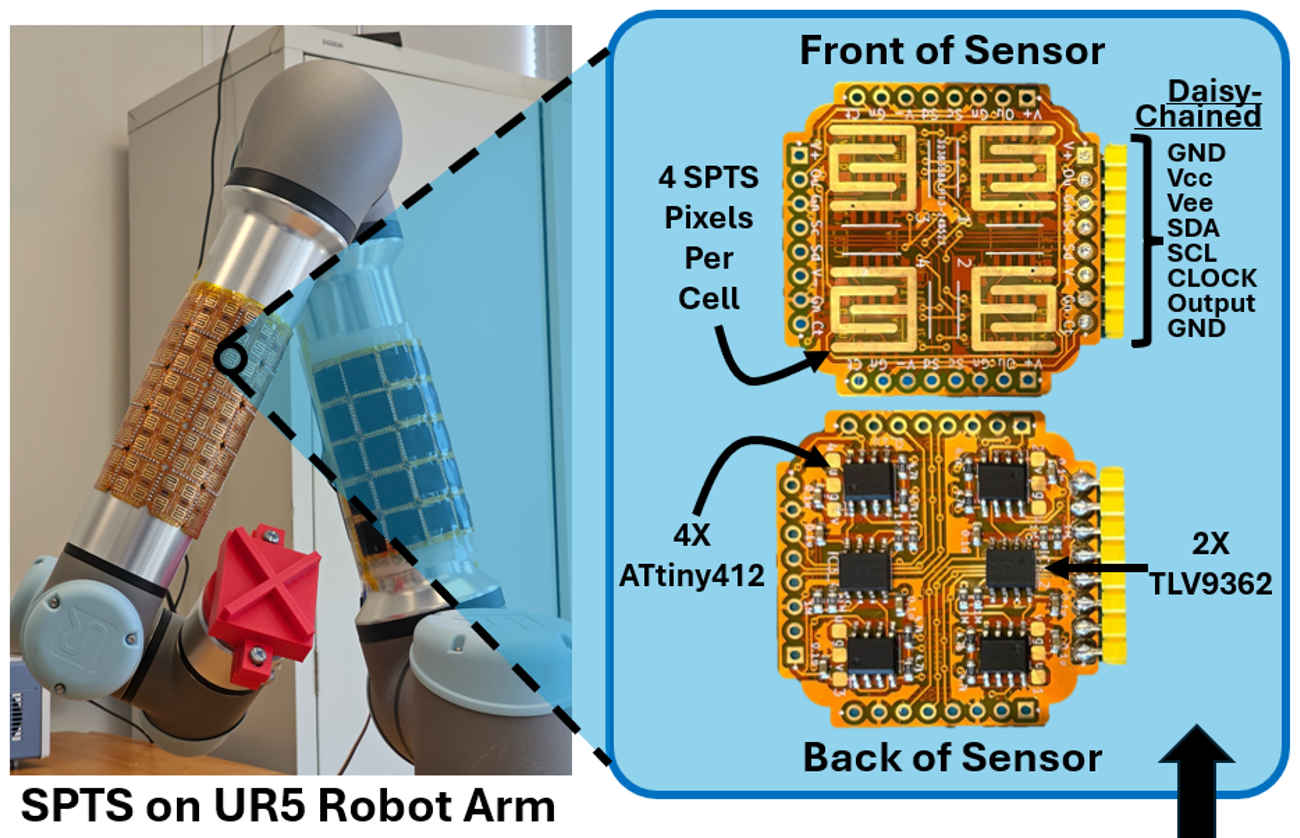 Front of Sensor
Daisy-
Chained
GND
Vcc
Vee
SDA
SCL
CLOCK
Output
GND
4 SPTS
Pixels
Per
Cell
4X
ATtiny412
2X
TLV9362
Back of Sensor
SPTS on UR5 Robot Arm